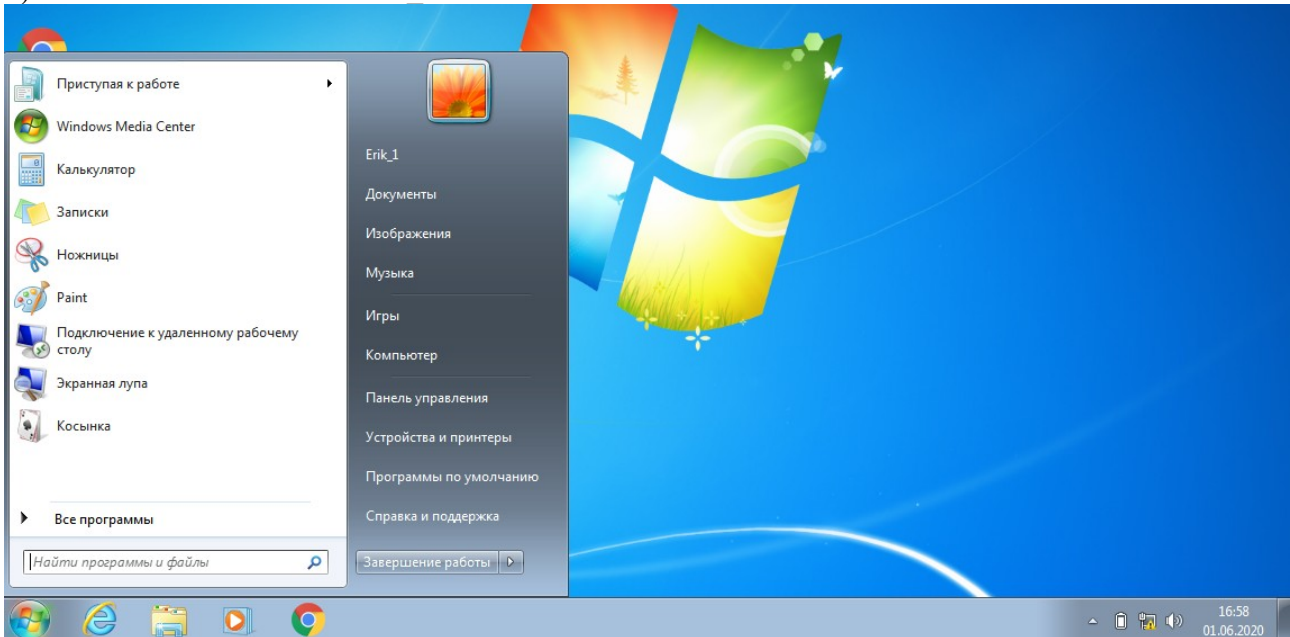 Приступая к работе
Windows Media Center
Калькулятор
Записки
Ножницы
Paint
Подключение к удаленному рабочему
столу
Экранная лупа
Косынка
Все программы
Найти программы и файлы
Erik_1
Документы
Изображения
Музыка
Игры
Компьютер
Панель управления
Устройства и принтеры
Программы по умолчанию
Справка и поддержка
Завершение работы
16:58
01.06.2020